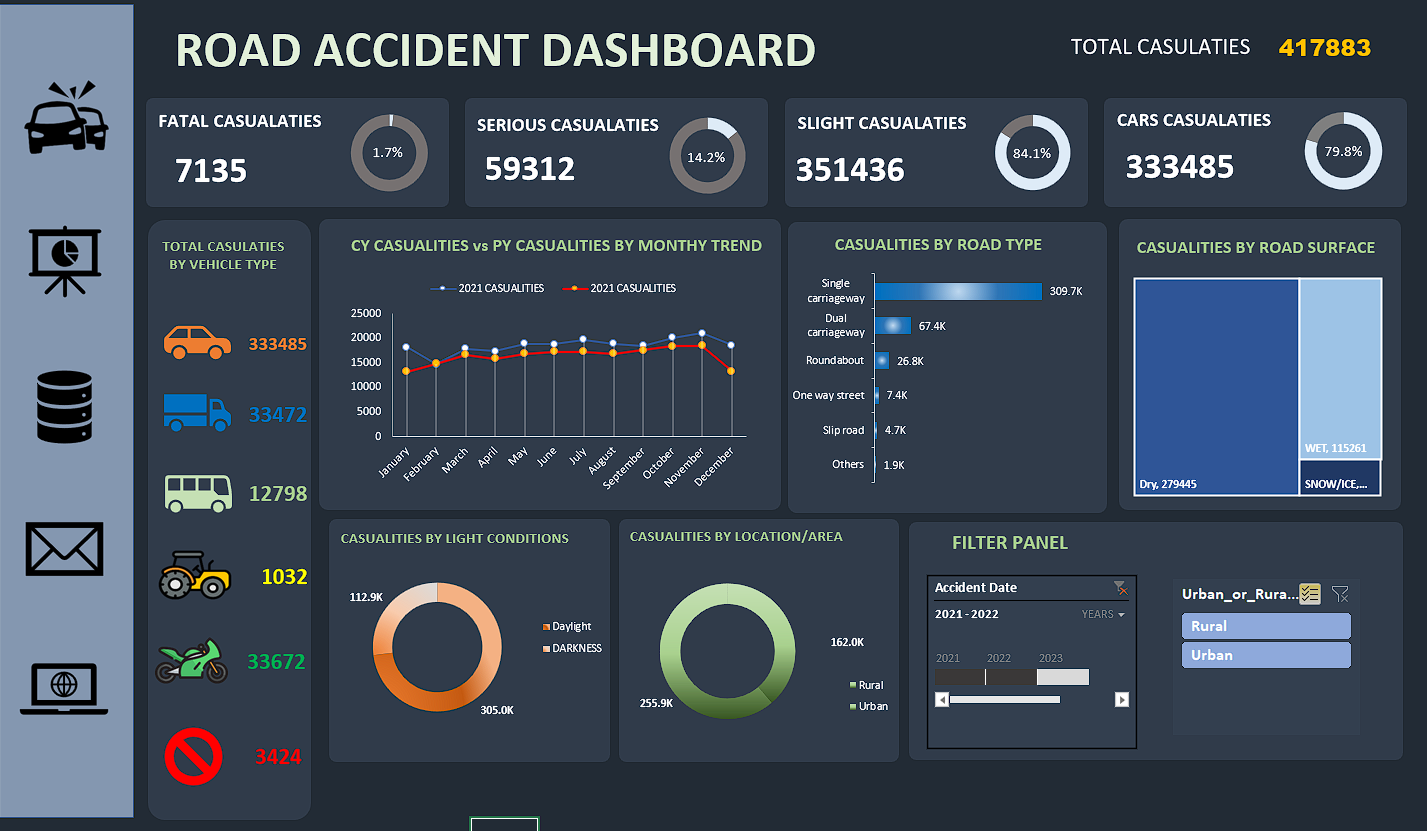 ROAD ACCIDENT DASHBOARD
TOTAL CASULATIES 417883
FATAL CASUALATIES
7135
1.7%
SERIOUS CASUALATIES
59312
14.2%
SLIGHT CASUALATIES
351436
84.1%
CARS CASUALATIES
333485
79.8%
TOTAL CASULATIES
BY VEHICLE TYPE
333485
33472
12798
1032
33672
3424
CY CASUALITIES vs PY CASUALITIES BY MONTHY TREND
2021 CASUALITIES
2021 CASUALITIES
25000
20000
15000
10000
5000
0
January
February
March
April
May
June
July
August
September
October
November
December
CASUALITIES BY ROAD TYPE
Single
carriageway
309.7K
Dual
carriageway
67.4K
Roundabout
26.8K
One way street
7.4K
Slip road
4.7K
Others
1.9K
CASUALITIES BY ROAD SURFACE
Dry, 279445
WET, 115261
SNOW/ICE,...
CASUALITIES BY LIGHT CONDITIONS
112.9K
305.0K
Daylight
DARKNESS
CASUALITIES BY LOCATION/AREA
162.0K
255.9K
Rural
Urban
FILTER PANEL
Accident Date
2021 - 2022
YEARS
2021 2022 2023
Urban_or_Rura...
Rural
Urban